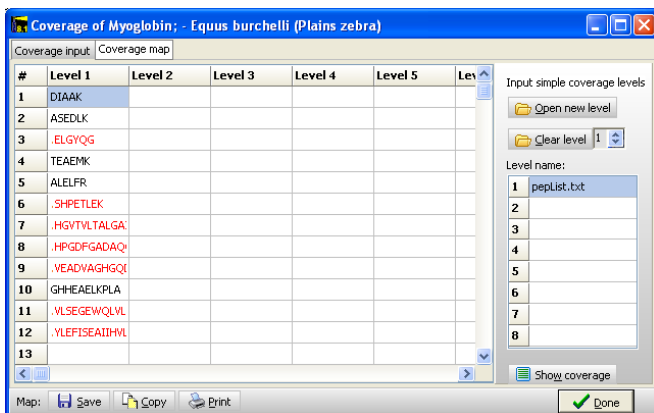 Coverage of Myoglobin; - Equus burchelli (Plains zebra)
Coverage input Coverage map
# Level 1 Level 2 Level 3 Level 4 Level 5 Lev
1 DIAAK
2 ASEDLK
3 .ELGYQG
4 TEAEMK
5 ALELFR
6 .SHPETLEK
7 .HGVTVLTALGA
8 .HPGDFGADAQ
9 .VEADVAGHGQ
10 GHHEAELKPLA
11 .VLSEGEWQLVL
12 .YLEFISEAIIHVL
13
Input simple coverage levels
Open new level
Clear level 1
Level name:
1 pepList.txt
2
3
4
5
6
7
8
Show coverage
Map: Save Copy Print
Done